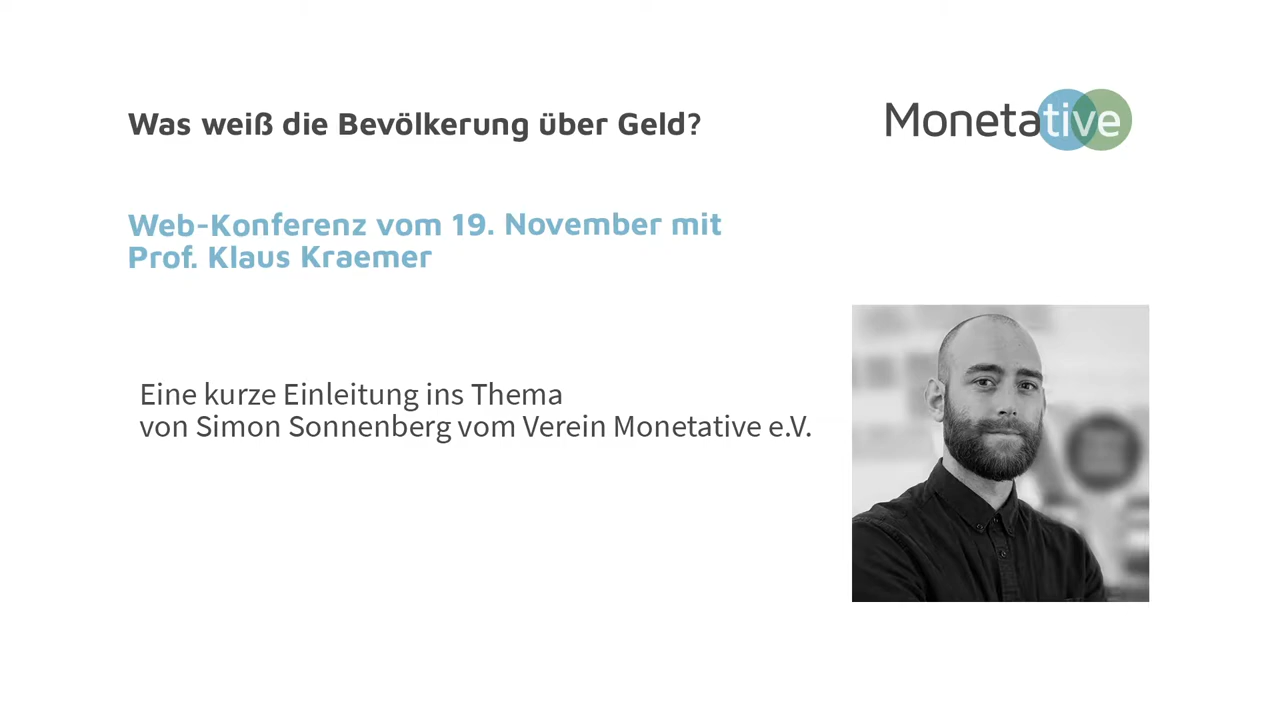 Was weiß die Bevölkerung über Geld?
Monetative
Web-Konferenz vom 19. November mit
Prof. Klaus Kraemer
Eine kurze Einleitung ins Thema
von Simon Sonnenberg vom Verein Monetative e.V.